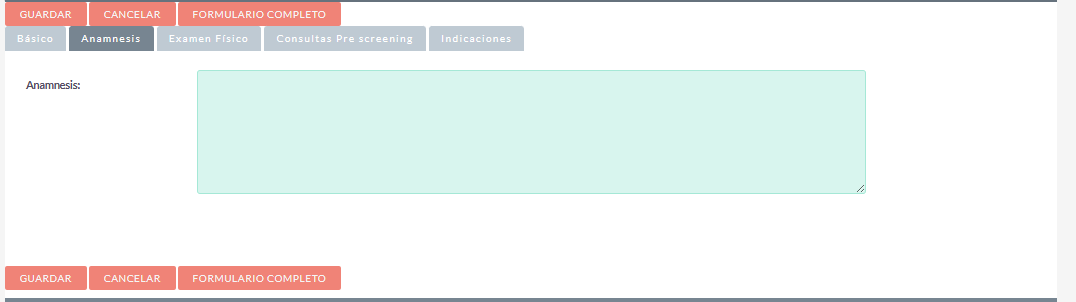 GUARDAR CANCELAR FORMULARIO COMPLETO
Básico Anamnesis Examen Físico Consultas Pre screening Indicaciones
Anamnesis:
GUARDAR CANCELAR FORMULARIO COMPLETO